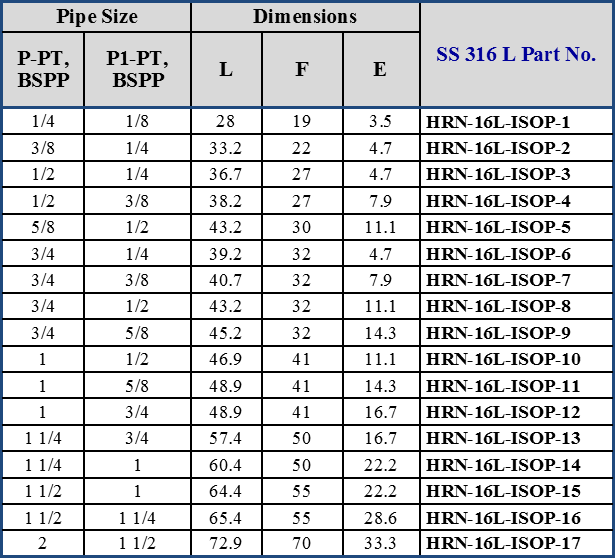 Pipe Size Dimensions SS 316 L Part No.
P-PT, BSPP P1-PT, BSPP L F E
1/4 1/8 28 19 3.5 HRN-16L-ISOP-1
3/8 1/4 33.2 22 4.7 HRN-16L-ISOP-2
1/2 1/4 36.7 27 4.7 HRN-16L-ISOP-3
1/2 3/8 38.2 27 7.9 HRN-16L-ISOP-4
5/8 1/2 43.2 30 11.1 HRN-16L-ISOP-5
3/4 1/4 39.2 32 4.7 HRN-16L-ISOP-6
3/4 3/8 40.7 32 7.9 HRN-16L-ISOP-7
3/4 1/2 43.2 32 11.1 HRN-16L-ISOP-8
3/4 5/8 45.2 32 14.3 HRN-16L-ISOP-9
1 1/2 46.9 41 11.1 HRN-16L-ISOP-10
1 5/8 48.9 41 14.3 HRN-16L-ISOP-11
1 3/4 48.9 41 16.7 HRN-16L-ISOP-12
1 1/4 3/4 57.4 50 16.7 HRN-16L-ISOP-13
1 1/4 1 60.4 50 22.2 HRN-16L-ISOP-14
1 1/2 1 64.4 55 22.2 HRN-16L-ISOP-15
1 1/2 1 1/4 65.4 55 28.6 HRN-16L-ISOP-16
2 1 1/2 72.9 70 33.3 HRN-16L-ISOP-17